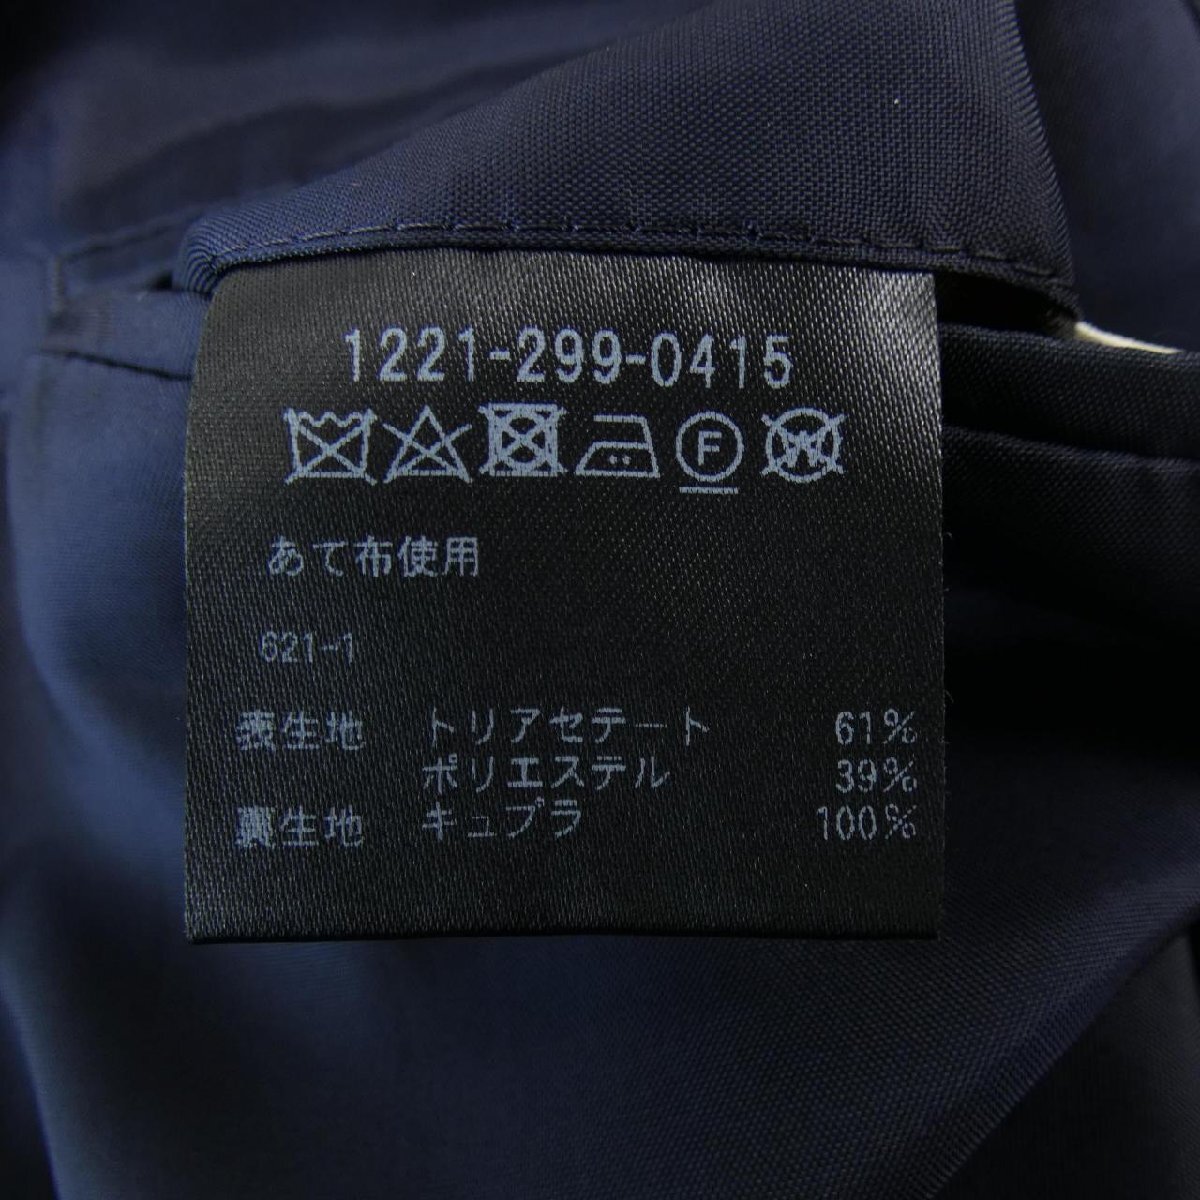 1221-299-0415
F
W
あて布使用
621-1
表生地 トリアセテート 61%
ポリエステル 39%
裏生地 キュプラ 100%